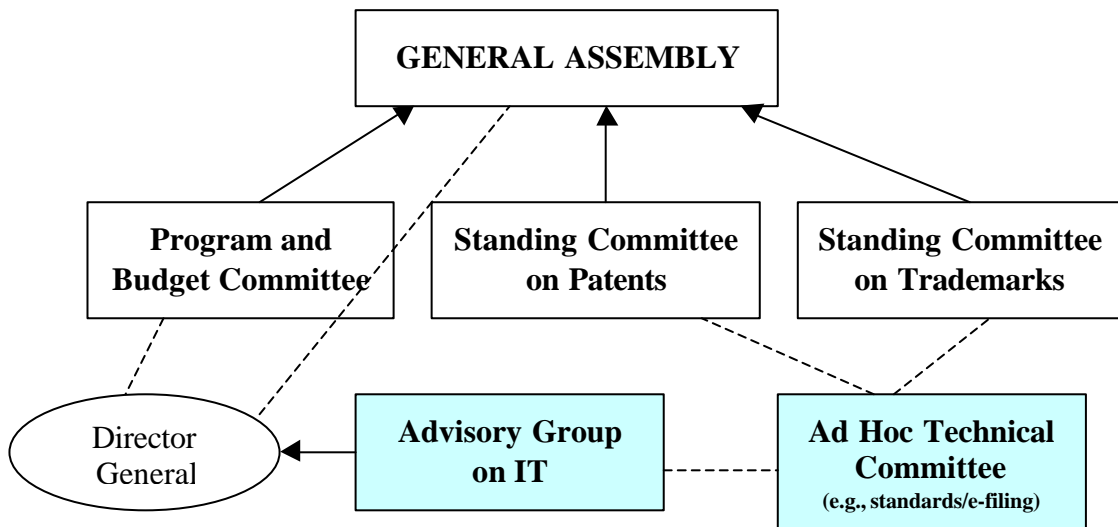 GENERAL ASSEMBLY
Program and
Budget Committee
Standing Committee
on Patents
Standing Committee
on Trademarks
Director
General
Advisory Group
on IT
Ad Hoc Technical
Committee
(e.g., standards/e-filing)